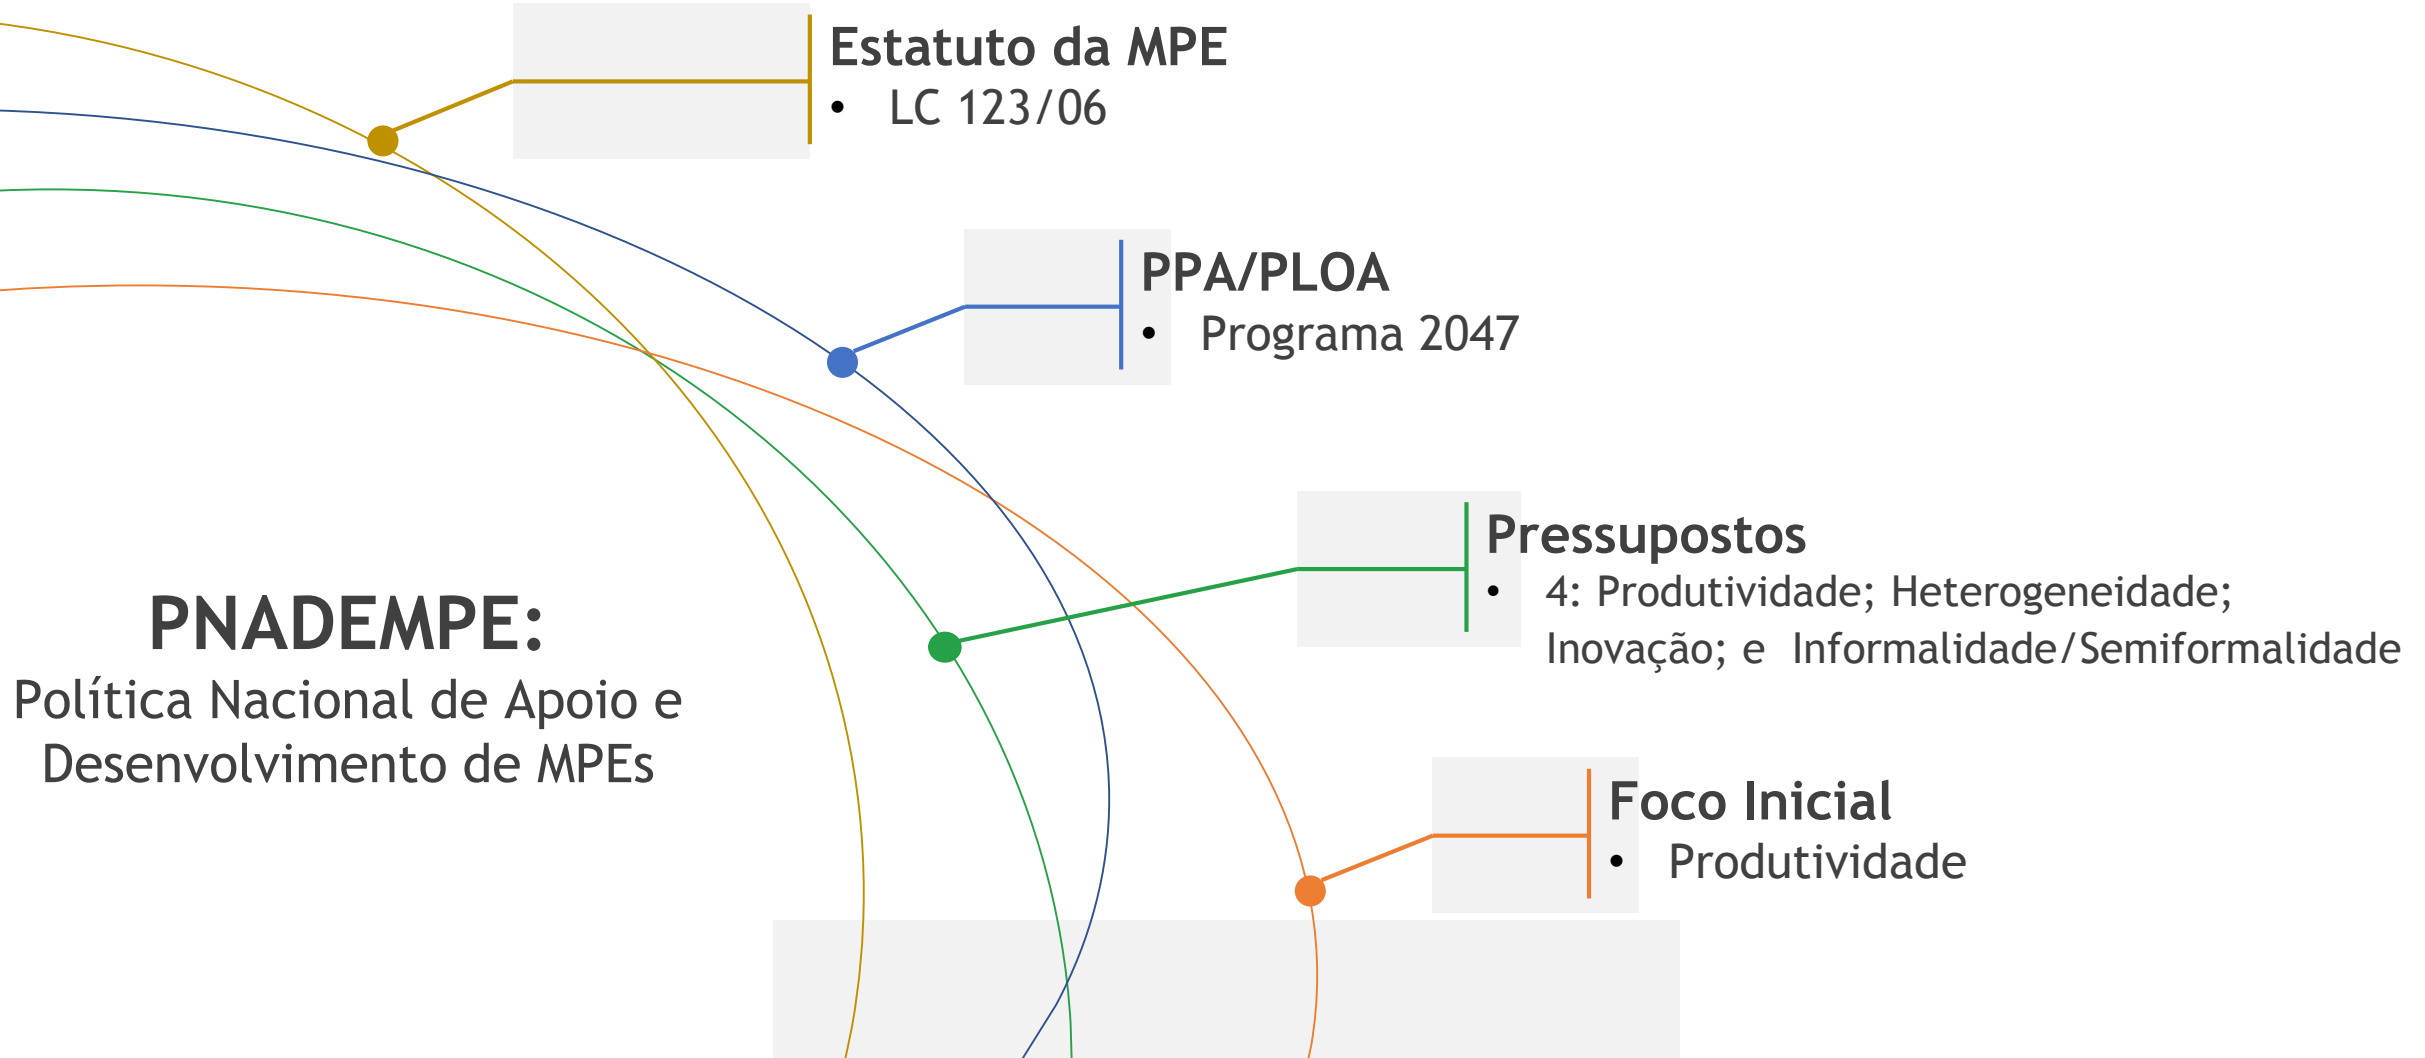 Estatuto da MPE
• LC 123/06
PPA/PLOA
• Programa 2047
Pressupostos
• 4: Produtividade; Heterogeneidade;
Inovação; e Informalidade/Semiformalidade
PNADEMPE:
Política Nacional de Apoio e
Desenvolvimento de MPEs
Foco Inicial
• Produtividade